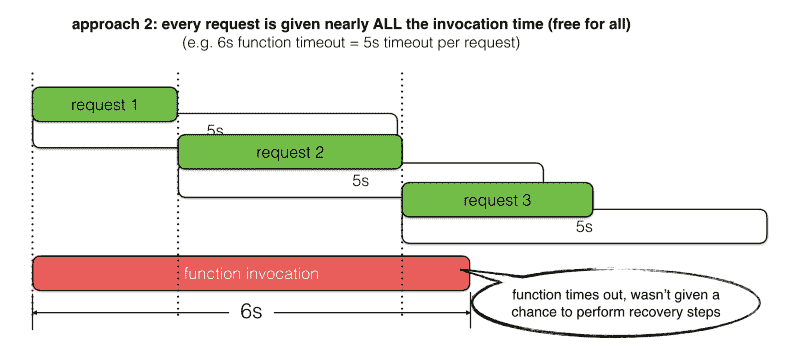 approach 2: every request is given nearly ALL the invocation time (free for all)
(e.g. 6s function timeout = 5s timeout per request)
request 1
5s
request 2
5s
request 3
5s
function invocation
6s
function times out, wasn't given a
chance to perform recovery steps